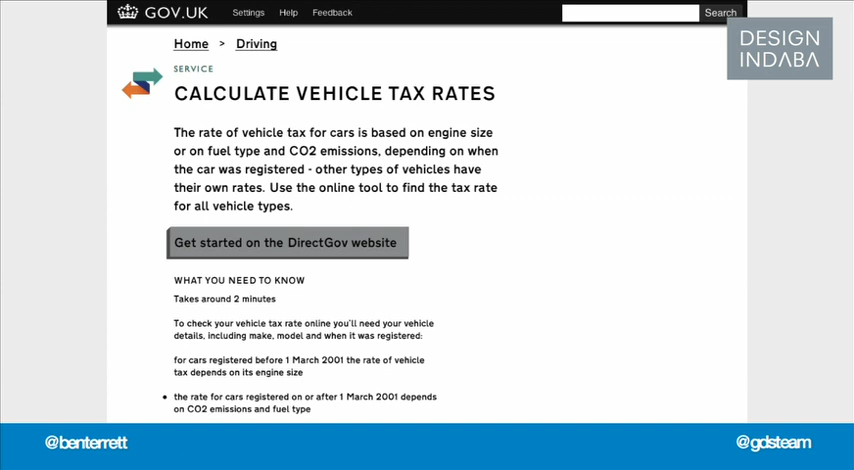 GOV.UK Settings Help Feedback Search
DESIGN
INDABA
Home > Driving
SERVICE
CALCULATE VEHICLE TAX RATES
The rate of vehicle tax for cars is based on engine size
or on fuel type and CO2 emissions, depending on when
the car was registered - other types of vehicles have
their own rates. Use the online tool to find the tax rate
for all vehicle types.
Get started on the DirectGov website
WHAT YOU NEED TO KNOW
Takes around 2 minutes
To check your vehicle tax rate online you'll need your vehicle
details, including make, model and when it was registered:
for cars registered before 1 March 2001 the rate of vehicle
tax depends on its engine size
• the rate for cars registered on or after 1 March 2001 depends
on CO2 emissions and fuel type
@benterrett @gdsteam